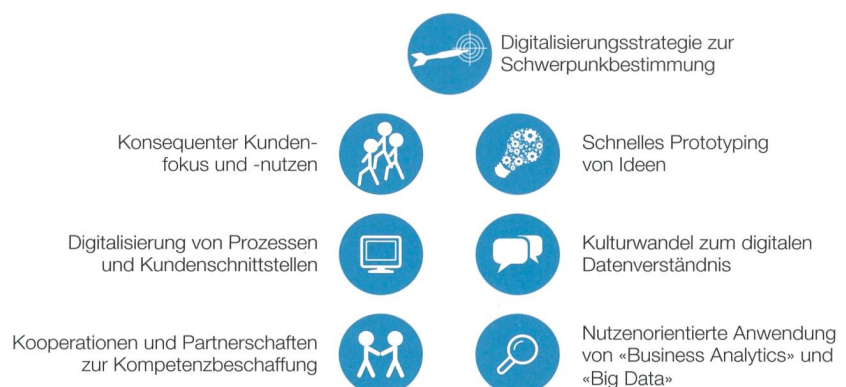 Digitalisierungsstrategie zur
Schwerpunkbestimmung
Konsequenter Kunden-
fokus und -nutzen
Schnelles Prototyping
von Ideen
Digitalisierung von Prozessen
und Kundenschnittstellen
Kulturwandel zum digitalen
Datenverständnis
Kooperationen und Partnerschaften
zur Kompetenzbeschaffung
Nutzenorientierte Anwendung
von «Business Analytics» und
«Big Data»